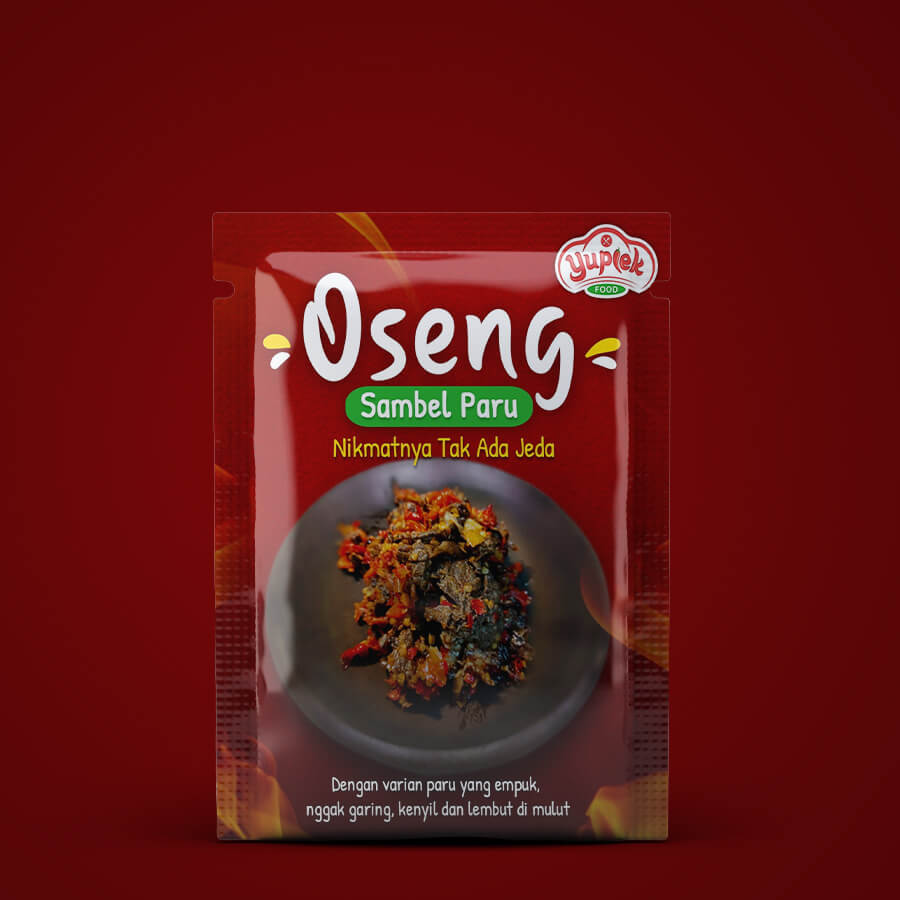 Yuplek
FOOD
Oseng
Sambel Paru
Nikmatnya Tak Ada Jeda
Dengan varian paru yang empuk,
nggak garing, kenyil dan lembut di mulut